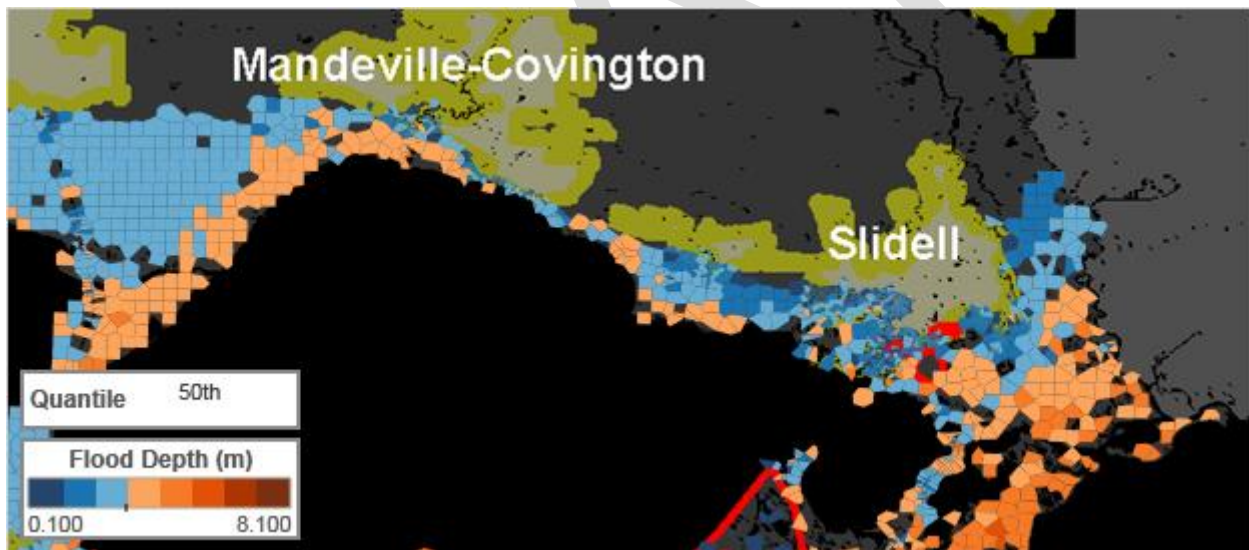 Mandeville-Covington
Slidell
Quantile 50th
Flood Depth (m)
0.100 8.100